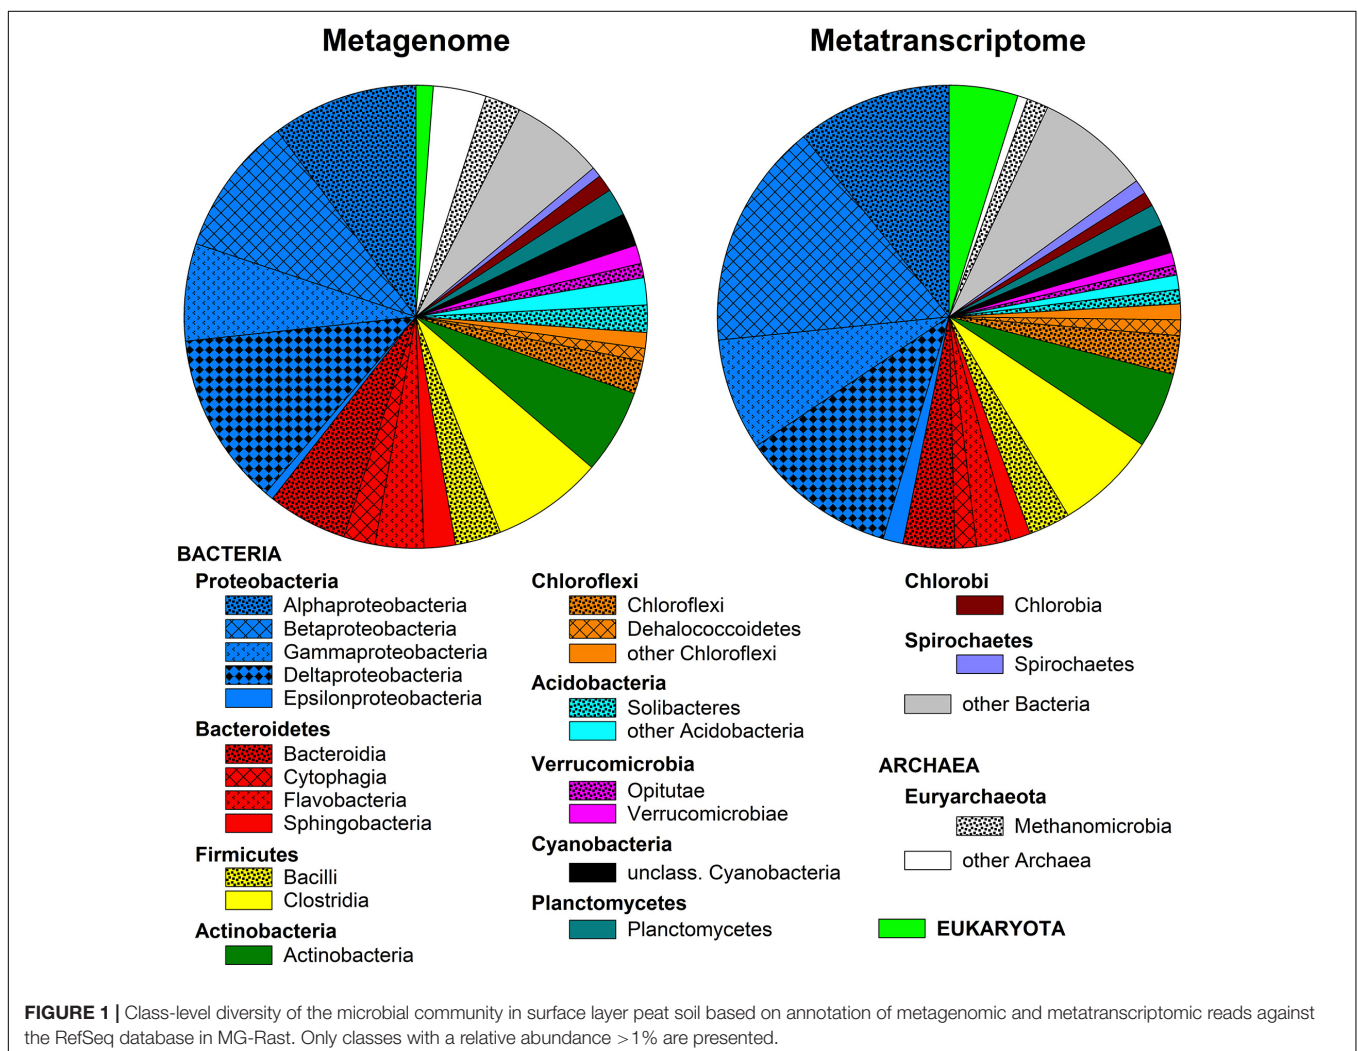 Metagenome
Metatranscriptome
BACTERIA
Proteobacteria
Alphaproteobacteria
Betaproteobacteria
Gammaproteobacteria
Deltaproteobacteria
Epsilonproteobacteria
Bacteroidetes
Bacteroidia
Cytophagia
Flavobacteria
Sphingobacteria
Firmicutes
Bacilli
Clostridia
Actinobacteria
Actinobacteria
Chloroflexi
Chloroflexi
Dehalococcoidetes
other Chloroflexi
Acidobacteria
Solibacteres
other Acidobacteria
Verrucomicrobia
Opitutae
Verrucomicrobiae
Cyanobacteria
unclass. Cyanobacteria
Planctomycetes
Planctomycetes
Chlorobi
Chlorobia
Spirochaetes
Spirochaetes
other Bacteria
ARCHAEA
Euryarchaeota
Methanomicrobia
other Archaea
EUKARYOTA
FIGURE 1 | Class-level diversity of the microbial community in surface layer peat soil based on annotation of metagenomic and metatranscriptomic reads against
the RefSeq database in MG-Rast. Only classes with a relative abundance >1% are presented.